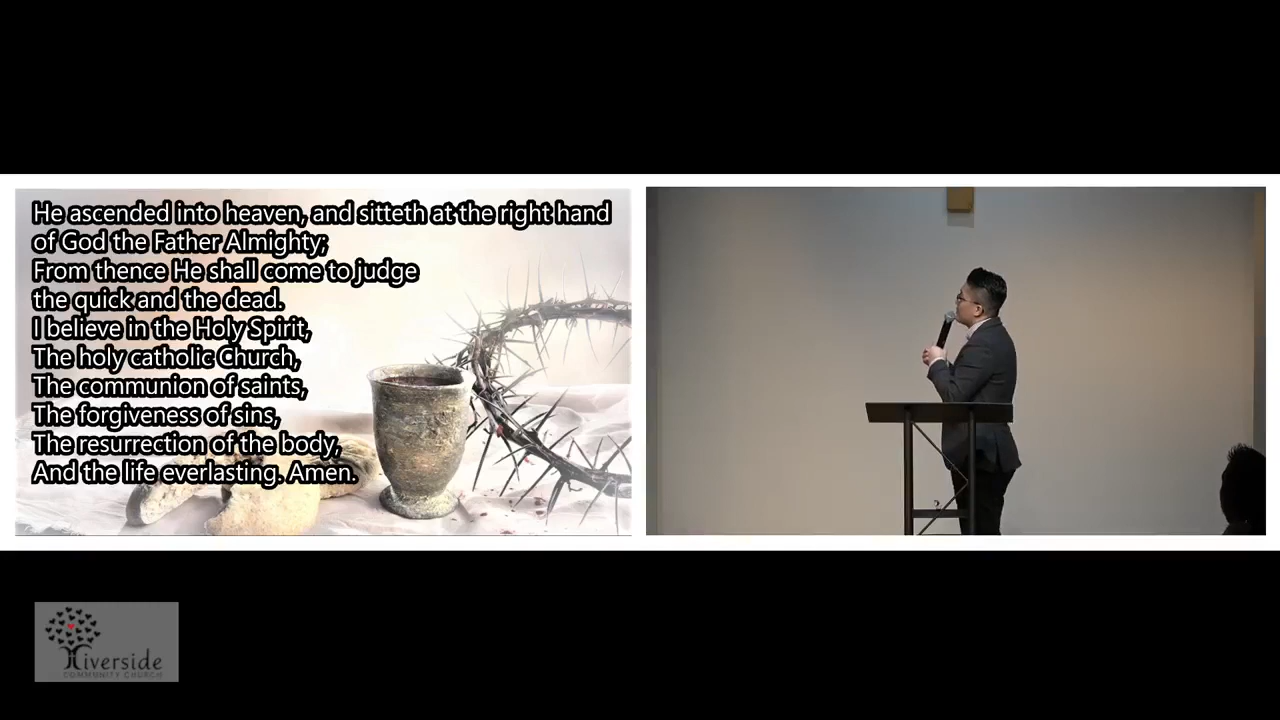 He ascended into heaven, and sitteth at the right hand
of God the Father Almighty;
From thence He shall come to judge
the quick and the dead.
I believe in the Holy Spirit,
The holy catholic Church,
The communion of saints,
The forgiveness of sins,
The resurrection of the body,
And the life everlasting. Amen.
Riverside
COMMUNITY CHURCH